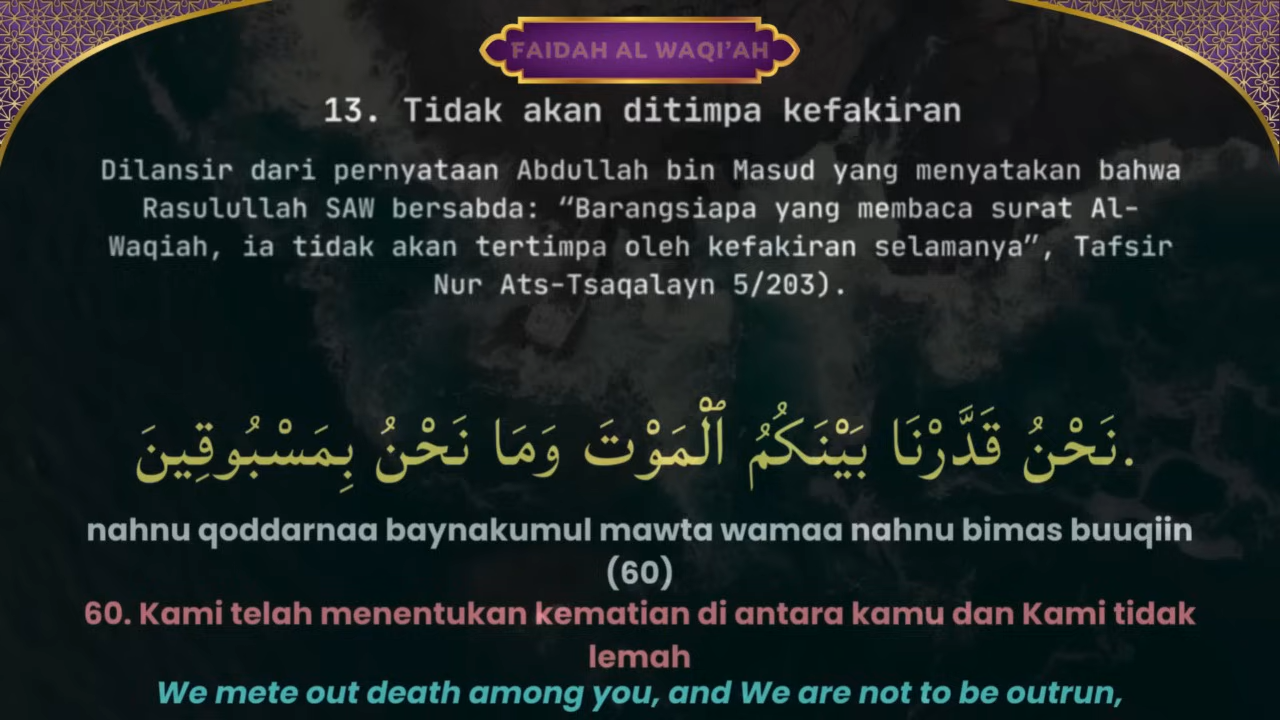 FAIDAH AL WAQI’AH
13. Tidak akan ditimpa kefakiran
Dilansir dari pernyataan Abdullah bin Masud yang menyatakan bahwa
Rasulullah SAW bersabda: “Barangsiapa yang membaca surat Al-
Waqiah, ia tidak akan tertimpa oleh kefakiran selamanya”, Tafsir
Nur Ats-Tsaqalayn 5/203).
نَحْنُ قَدَّرْنَا بَيْنَكُمُ ٱلْمَوْتَ وَمَا نَحْنُ بِمَسْبُوقِينَ.
nahnu qoddarnaa baynakumul mawta wamaa nahnu bimas buuqiin
(60)
60. Kami telah menentukan kematian di antara kamu dan Kami tidak
lemah
We mete out death among you, and We are not to be outrun,